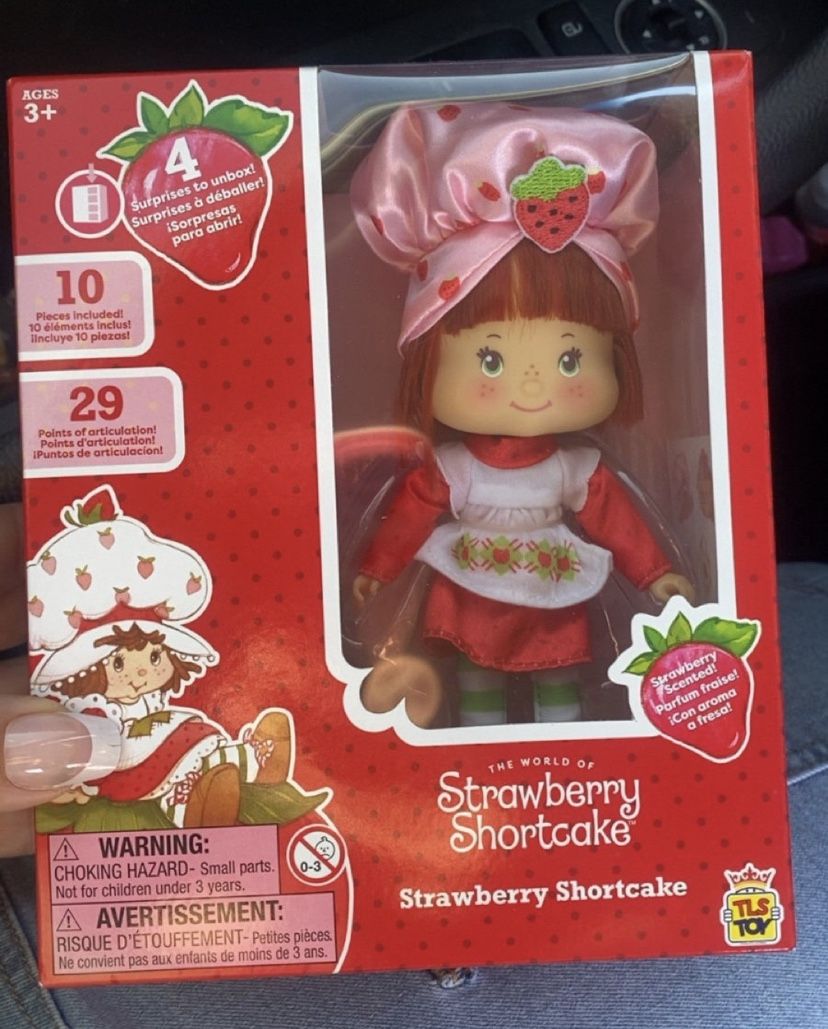 AGES
3+
4
Surprises to unbox!
Surprises à déballer!
¡Sorpresas
para abrir!
10
Pieces included!
10 éléments inclus!
¡Incluye 10 piezas!
29
Points of articulation!
Points d'articulation!
¡Puntos de articulación!
Strawberry
Scented!
Parfum fraise!
¡Con aroma
a fresa!
THE WORLD OF
Strawberry
Shortcake™
Strawberry Shortcake
WARNING:
CHOKING HAZARD- Small parts.
Not for children under 3 years.
0-3
AVERTISSEMENT:
RISQUE D'ÉTOUFFEMENT- Petites pièces.
Ne convient pas aux enfants de moins de 3 ans.
TLS
TOY